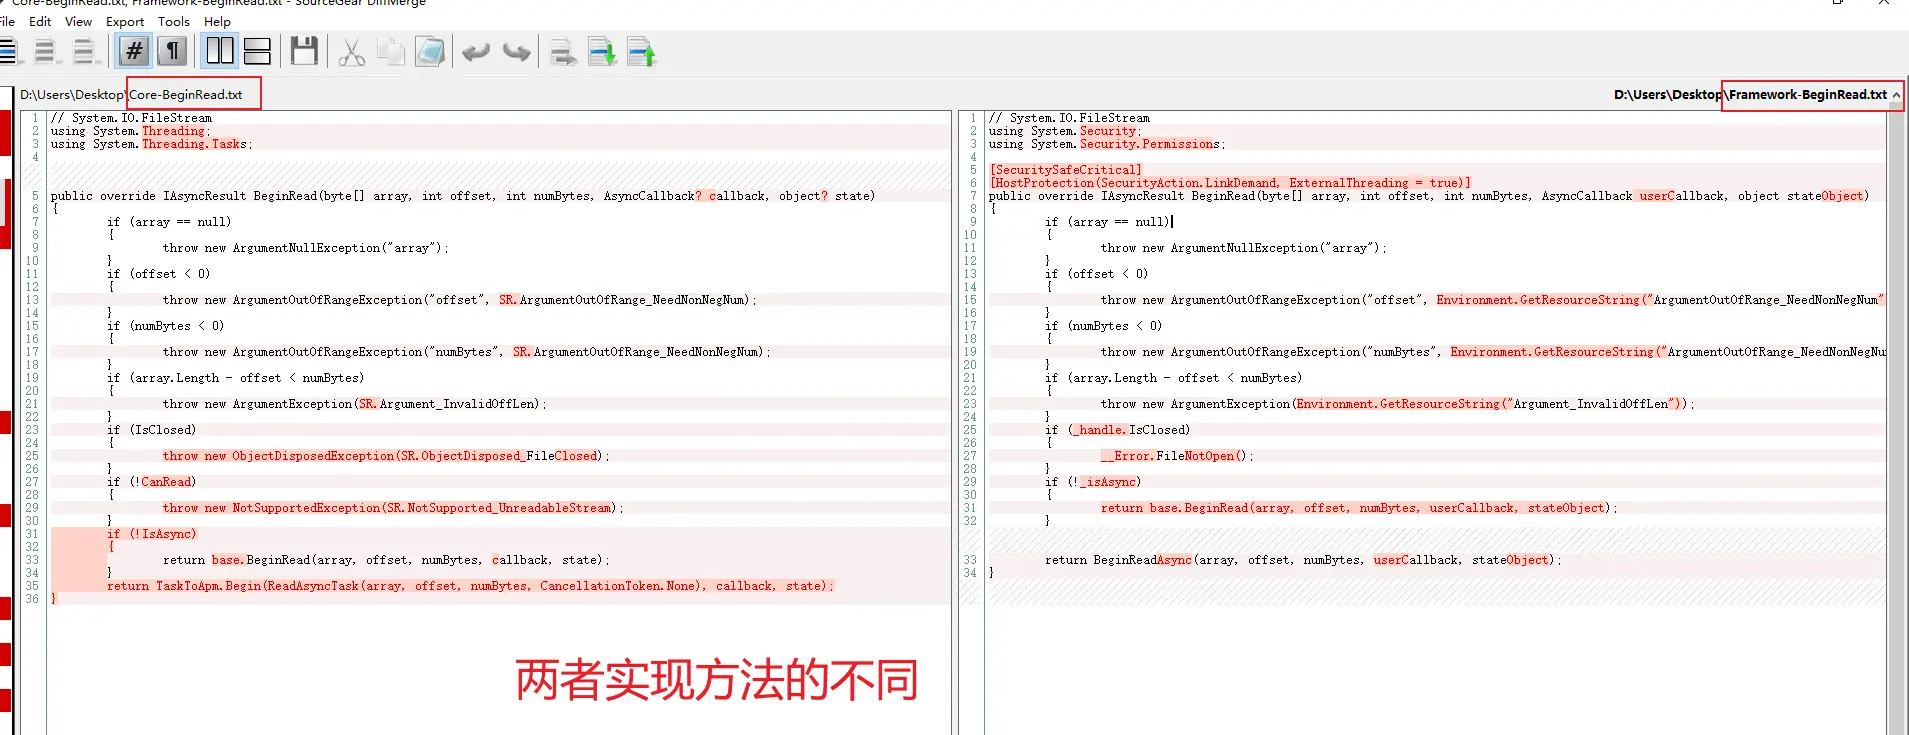 Core-BeginRead.txt, Framework-BeginRead.txt - SourceGear DiffMerge
File Edit View Export Tools Help
D:\Users\Desktop\Core-BeginRead.txt
1 // System.IO.FileStream
2 using System.Threading;
3 using System.Threading.Tasks;
4
5 public override IAsyncResult BeginRead(byte[] array, int offset, int numBytes, AsyncCallback? callback, object? state)
6 {
7 if (array == null)
8 {
9 throw new ArgumentNullException("array");
10 }
11 if (offset < 0)
12 {
13 throw new ArgumentOutOfRangeException("offset", SR.ArgumentOutOfRange_NeedNonNegNum);
14 }
15 if (numBytes < 0)
16 {
17 throw new ArgumentOutOfRangeException("numBytes", SR.ArgumentOutOfRange_NeedNonNegNum);
18 }
19 if (array.Length - offset < numBytes)
20 {
21 throw new ArgumentException(SR.Argument_InvalidOffLen);
22 }
23 if (IsClosed)
24 {
25 throw new ObjectDisposedException(SR.ObjectDisposed_FileClosed);
26 }
27 if (!CanRead)
28 {
29 throw new NotSupportedException(SR.NotSupported_UnreadableStream);
30 }
31 if (!IsAsync)
32 {
33 return base.BeginRead(array, offset, numBytes, callback, state);
34 }
35 return TaskToApm.Begin(ReadAsyncTask(array, offset, numBytes, CancellationToken.None), callback, state);
36 }
D:\Users\Desktop\Framework-BeginRead.txt
1 // System.IO.FileStream
2 using System.Security;
3 using System.Security.Permissions;
4
5 [SecuritySafeCritical]
6 [HostProtection(SecurityAction.LinkDemand, ExternalThreading = true)]
7 public override IAsyncResult BeginRead(byte[] array, int offset, int numBytes, AsyncCallback userCallback, object stateObject)
8 {
9 if (array == null)
10 {
11 throw new ArgumentNullException("array");
12 }
13 if (offset < 0)
14 {
15 throw new ArgumentOutOfRangeException("offset", Environment.GetResourceString("ArgumentOutOfRange_NeedNonNegNum"
16 }
17 if (numBytes < 0)
18 {
19 throw new ArgumentOutOfRangeException("numBytes", Environment.GetResourceString("ArgumentOutOfRange_NeedNonNegNu
20 }
21 if (array.Length - offset < numBytes)
22 {
23 throw new ArgumentException(Environment.GetResourceString("Argument_InvalidOffLen"));
24 }
25 if (_handle.IsClosed)
26 {
27 __Error.FileNotOpen();
28 }
29 if (!_isAsync)
30 {
31 return base.BeginRead(array, offset, numBytes, userCallback, stateObject);
32 }
33 return BeginReadAsync(array, offset, numBytes, userCallback, stateObject);
34 }
两者实现方法的不同